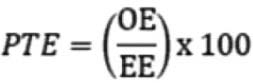 PTE = (OE/EE) x 100